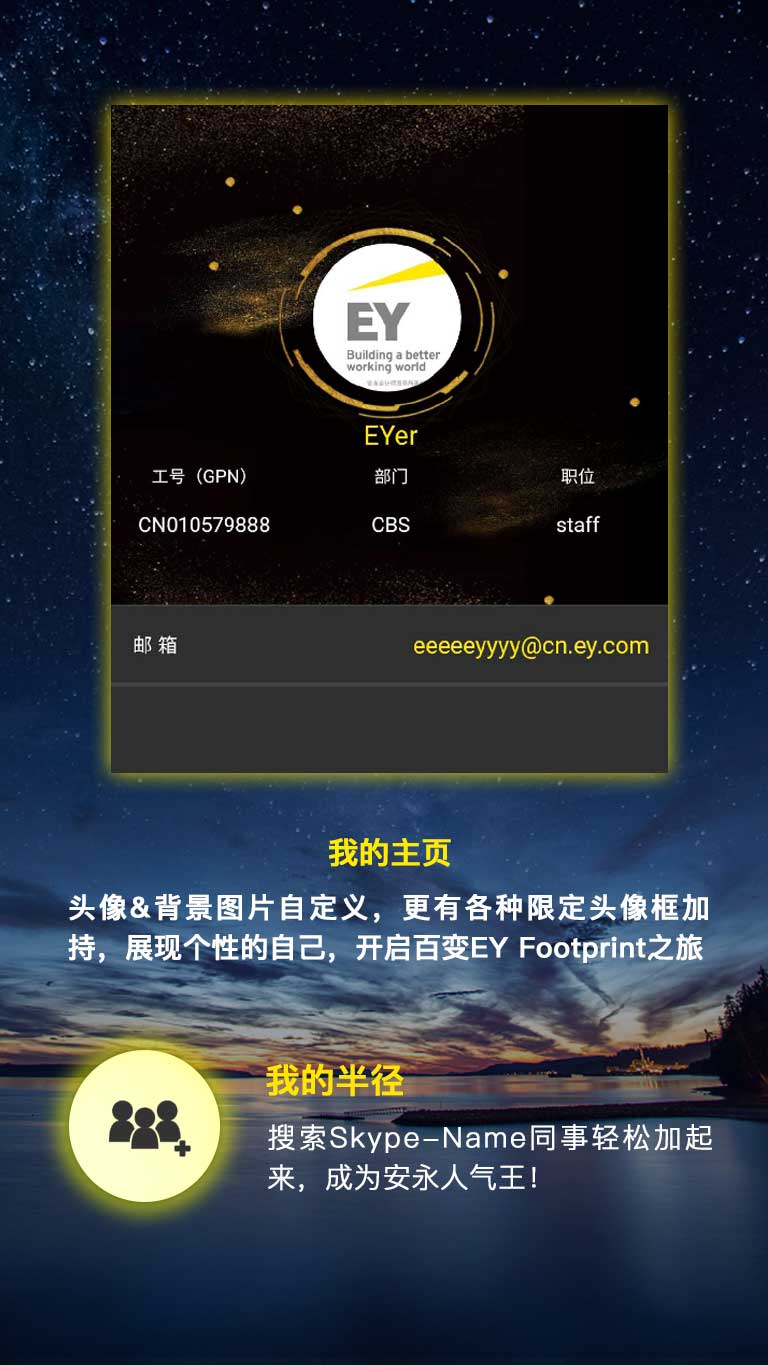 EY
Building a better
working world
EYer
工号（GPN）
部门
职位
CN010579888
CBS
staff
邮 箱
eeeeeyyyy@cn.ey.com
我的主页
头像&背景图片自定义，更有各种限定头像框加
持，展现个性的自己，开启百变EY Footprint之旅
我的半径
搜索Skype-Name同事轻松加起
来，成为安永人气王！